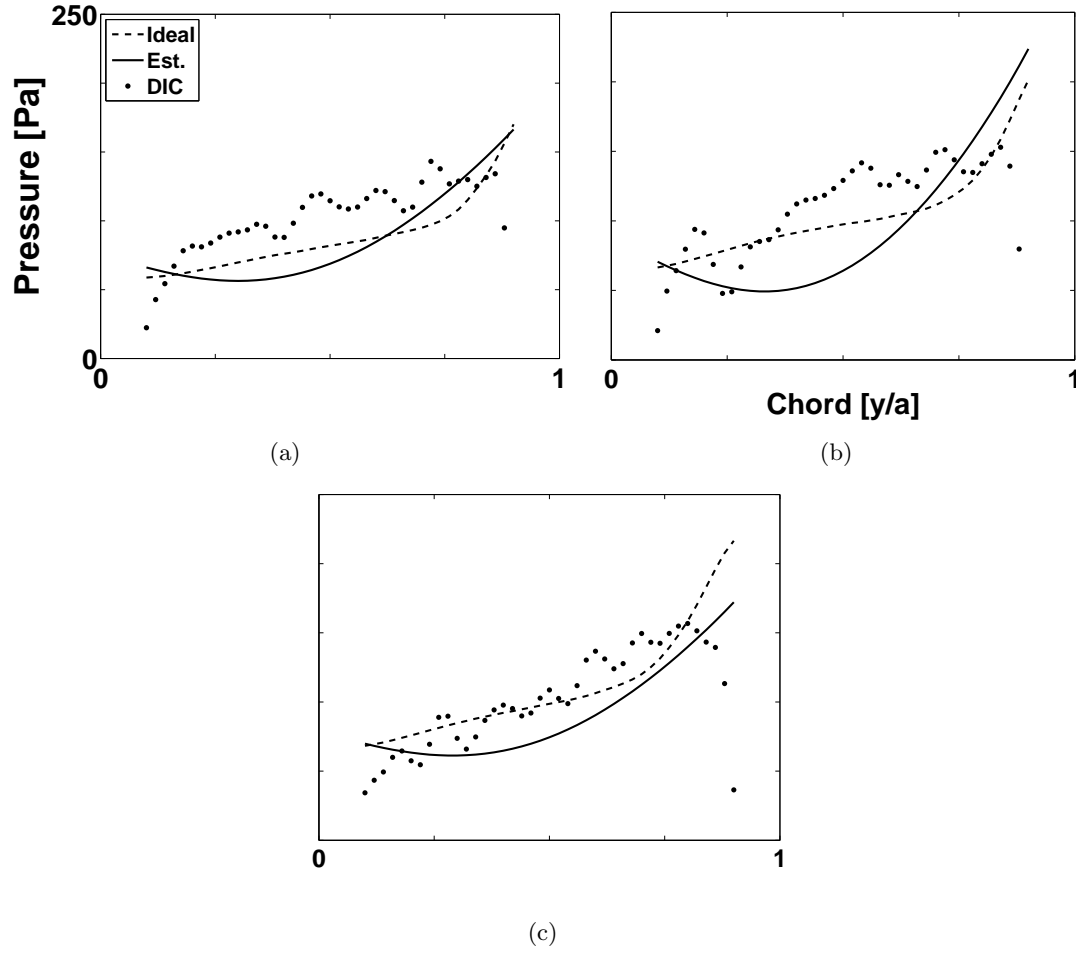 250
Ideal
Est.
DIC
Pressure [Pa]
0
0 1
0 1
Chord [y/a]
(a) (b)
0 1
(c)